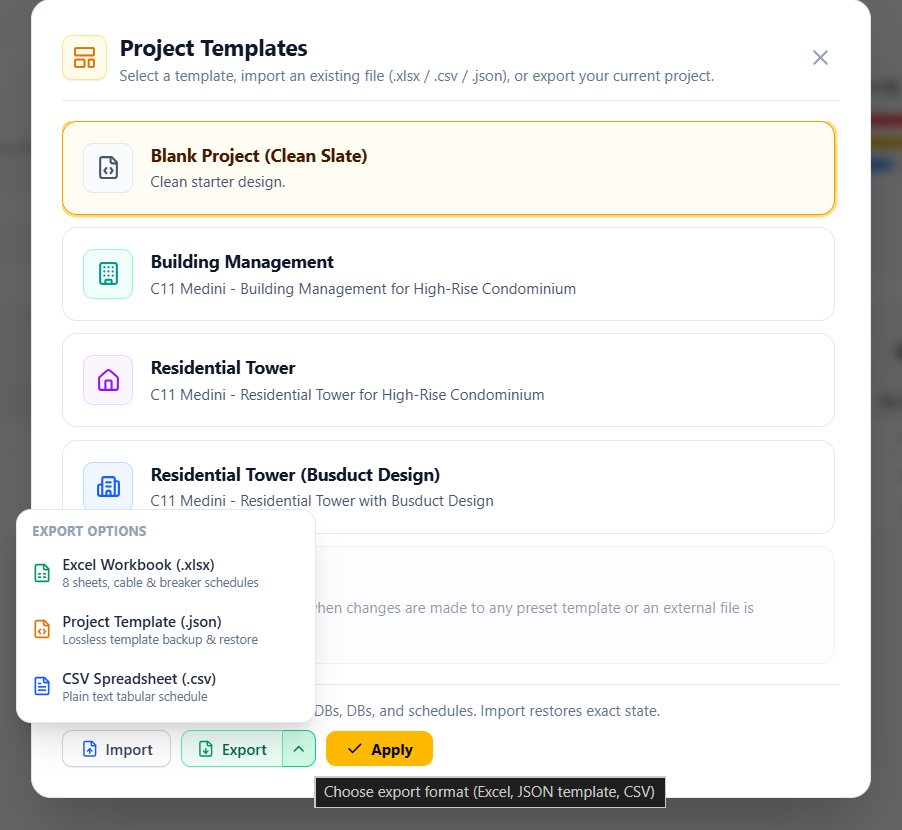 Project Templates
Select a template, import an existing file (.xlsx / .csv / .json), or export your current project.
Blank Project (Clean Slate)
Clean starter design.
Building Management
C11 Medini - Building Management for High-Rise Condominium
Residential Tower
C11 Medini - Residential Tower for High-Rise Condominium
Residential Tower (Busduct Design)
C11 Medini - Residential Tower with Busduct Design
when changes are made to any preset template or an external file is
EXPORT OPTIONS
Excel Workbook (.xlsx)
8 sheets, cable & breaker schedules
Project Template (.json)
Lossless template backup & restore
CSV Spreadsheet (.csv)
Plain text tabular schedule
DBs, DBs, and schedules. Import restores exact state.
Import
Export
Apply
Choose export format (Excel, JSON template, CSV)